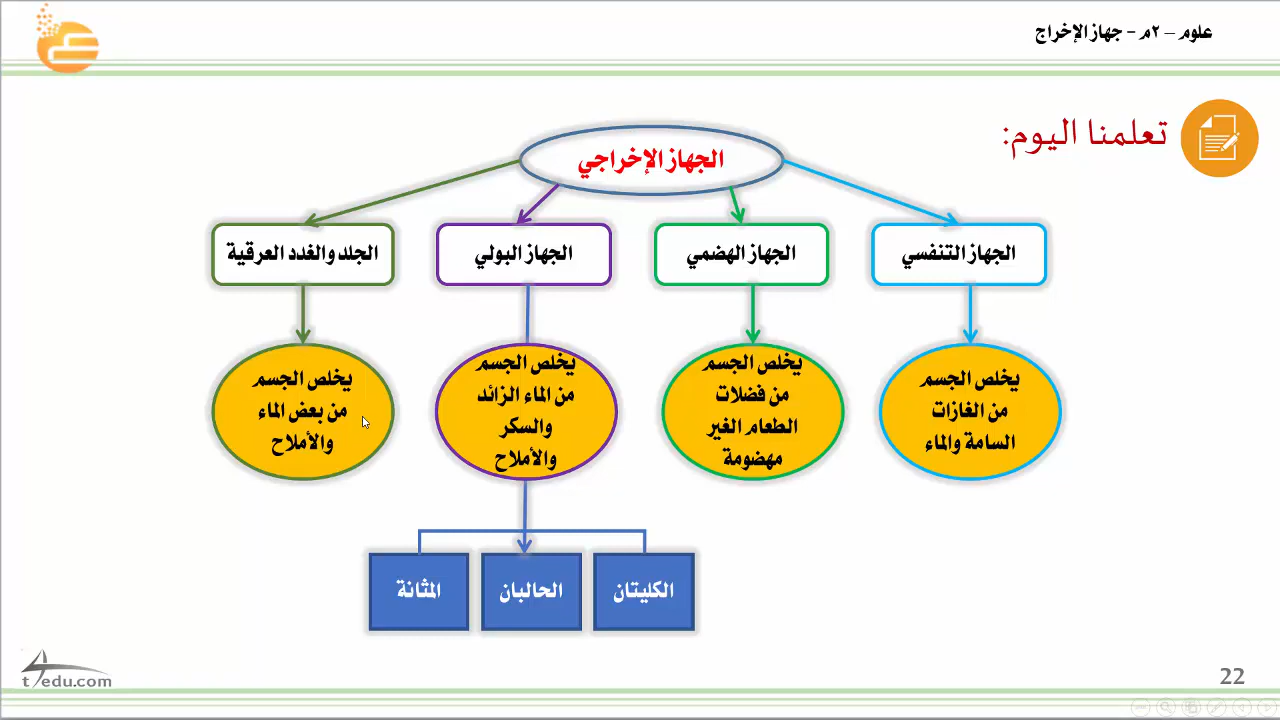 علوم – ٢م – جهاز الإخراج
تعلمنا اليوم:
الجهاز الإخراجي
الجهاز التنفسي
الجهاز الهضمي
الجهاز البولي
الجلد والغدد العرقية
يخلص الجسم
من الغازات
السامة والماء
يخلص الجسم
من فضلات
الطعام الغير
مهضومة
يخلص الجسم
من الماء الزائد
والسكر
والأملاح
يخلص الجسم
من بعض الماء
والأملاح
الكليتان
الحالبان
المثانة
t4edu.com
22